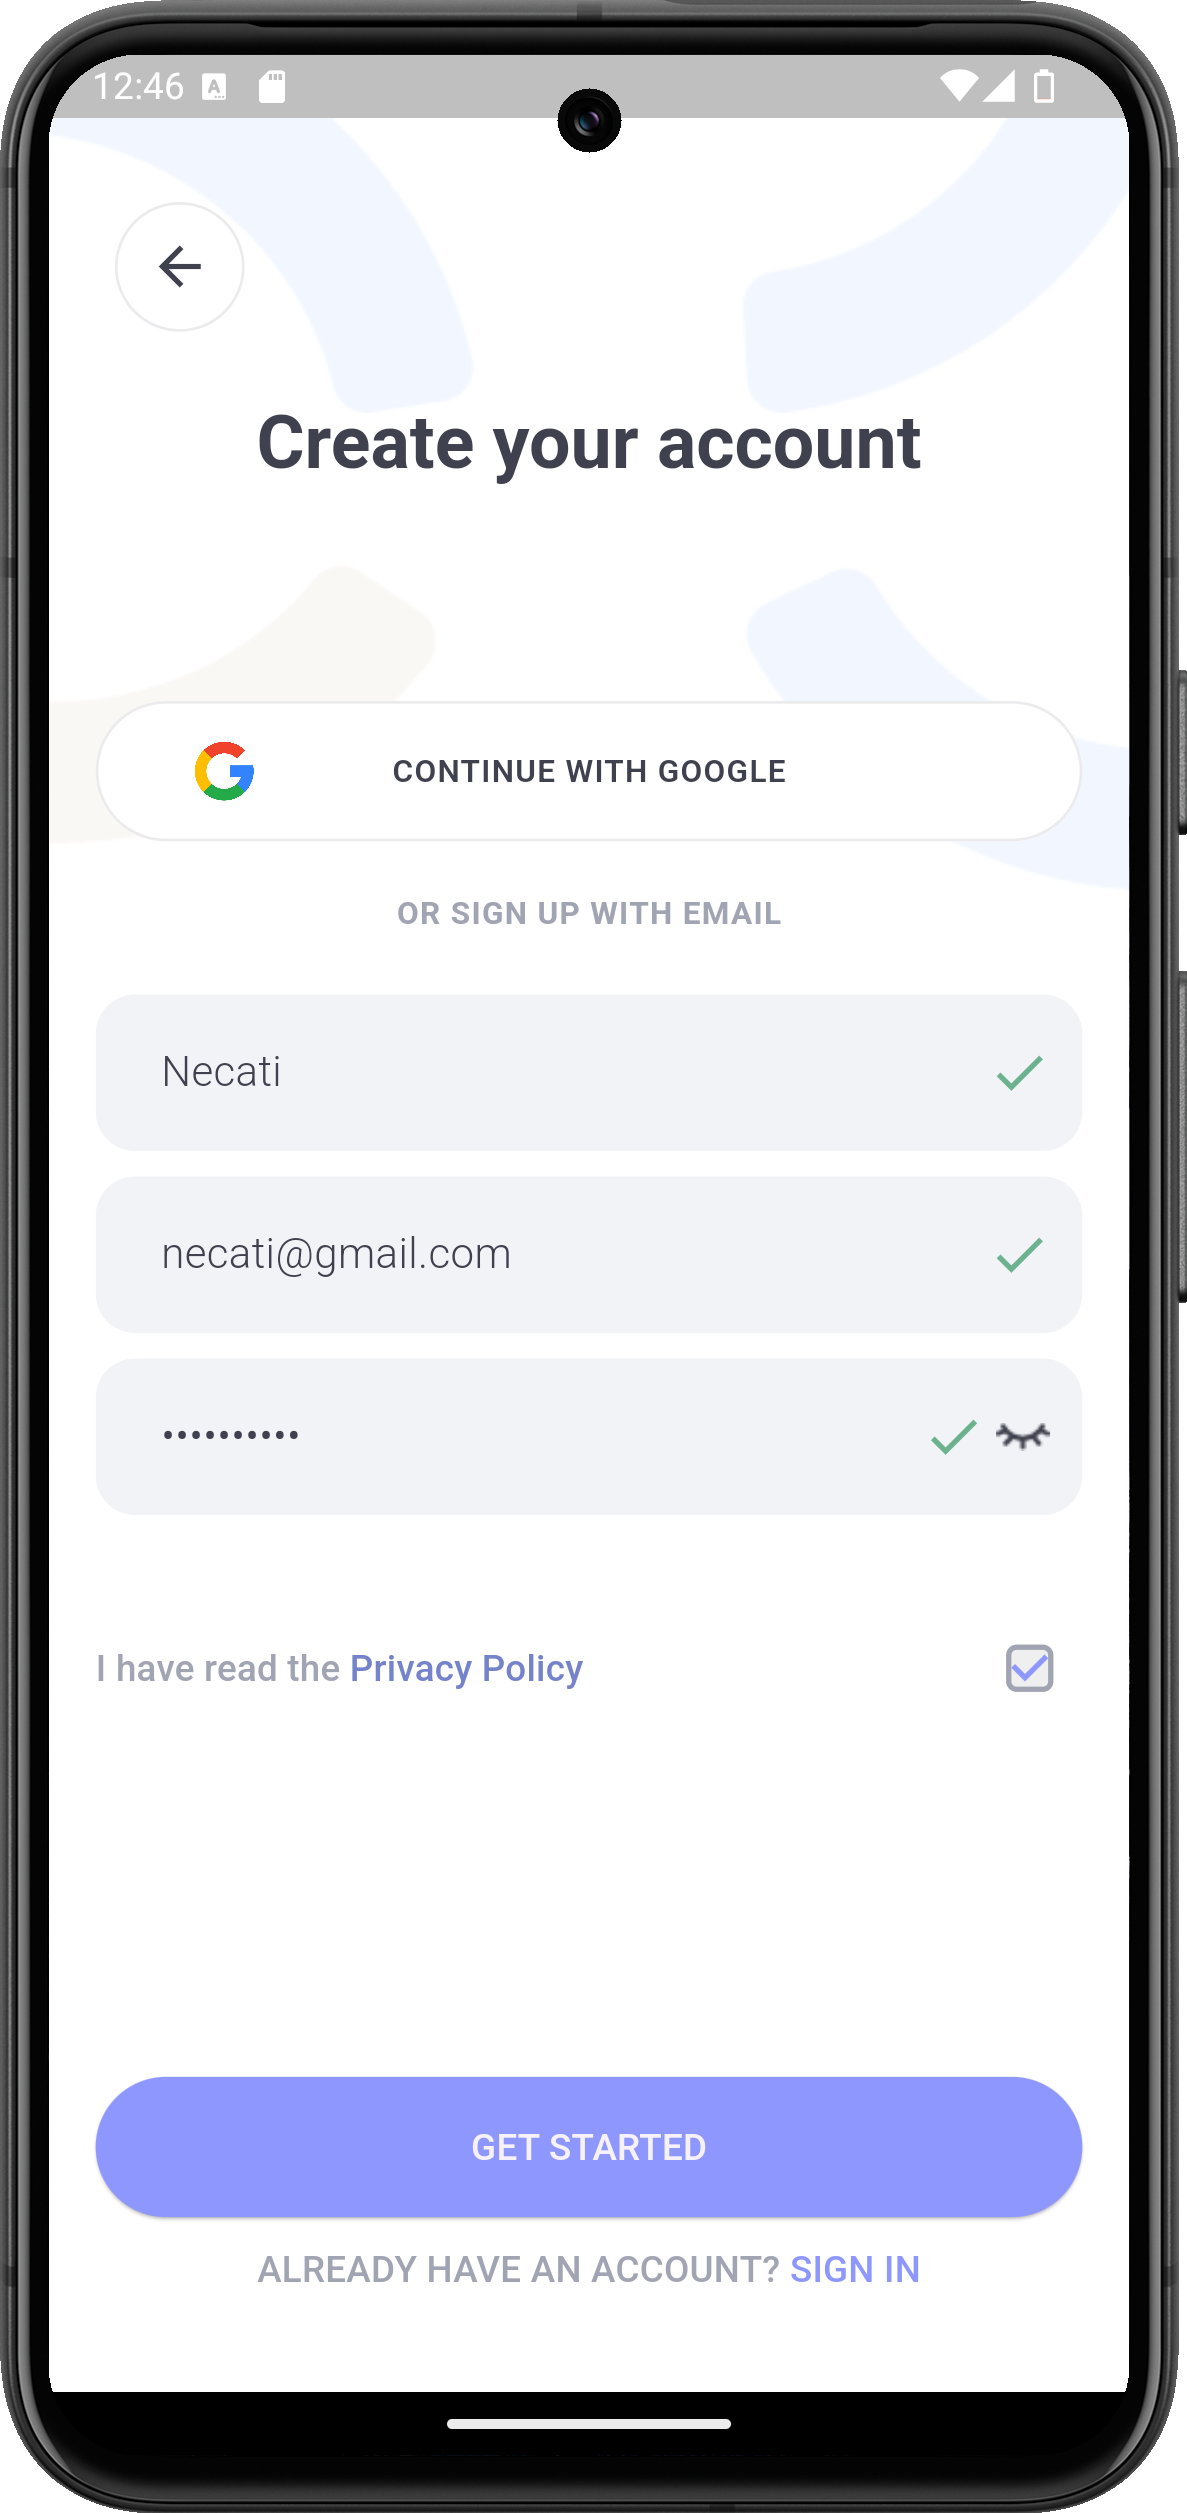 12:46
Create your account
CONTINUE WITH GOOGLE
OR SIGN UP WITH EMAIL
Necati
necati@gmail.com
••••••••••
I have read the Privacy Policy
GET STARTED
ALREADY HAVE AN ACCOUNT? SIGN IN